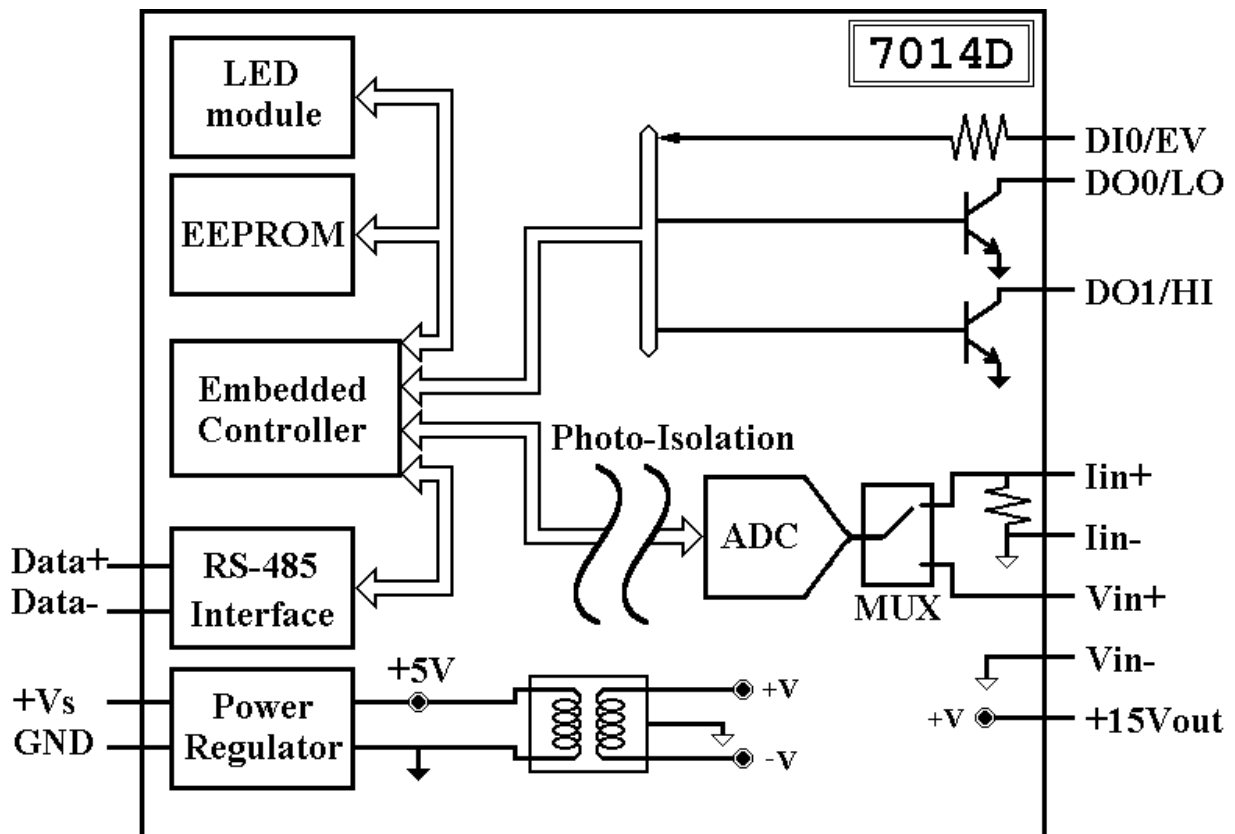 7014D
LED
module
EEPROM
Embedded
Controller
RS-485
Interface
Power
Regulator
Data+
Data-
+Vs
GND
+5V
+V
-V
Photo-Isolation
ADC
MUX
DI0/EV
DO0/LO
DO1/HI
Iin+
Iin-
Vin+
Vin-
+V
+15Vout